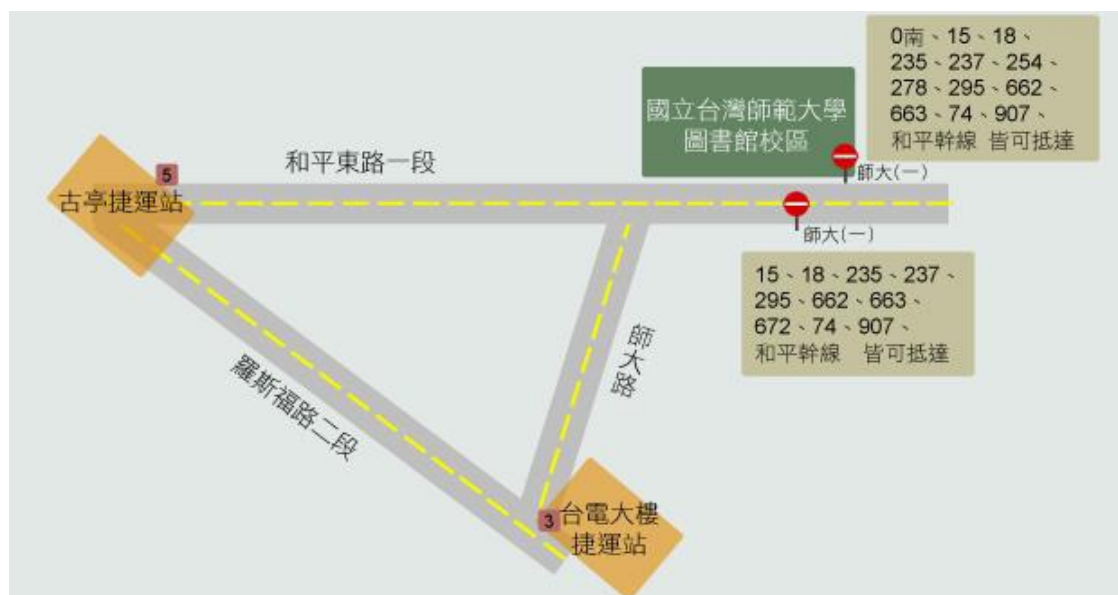 0南、15、18、
235、237、254、
278、295、662、
663、74、907、
和平幹線 皆可抵達
國立台灣師範大學
圖書館校區
和平東路一段
5
古亭捷運站
師大(一)
師大(一)
15、18、235、237、
295、662、663、
672、74、907、
和平幹線 皆可抵達
師大路
羅斯福路二段
3
台電大樓
捷運站